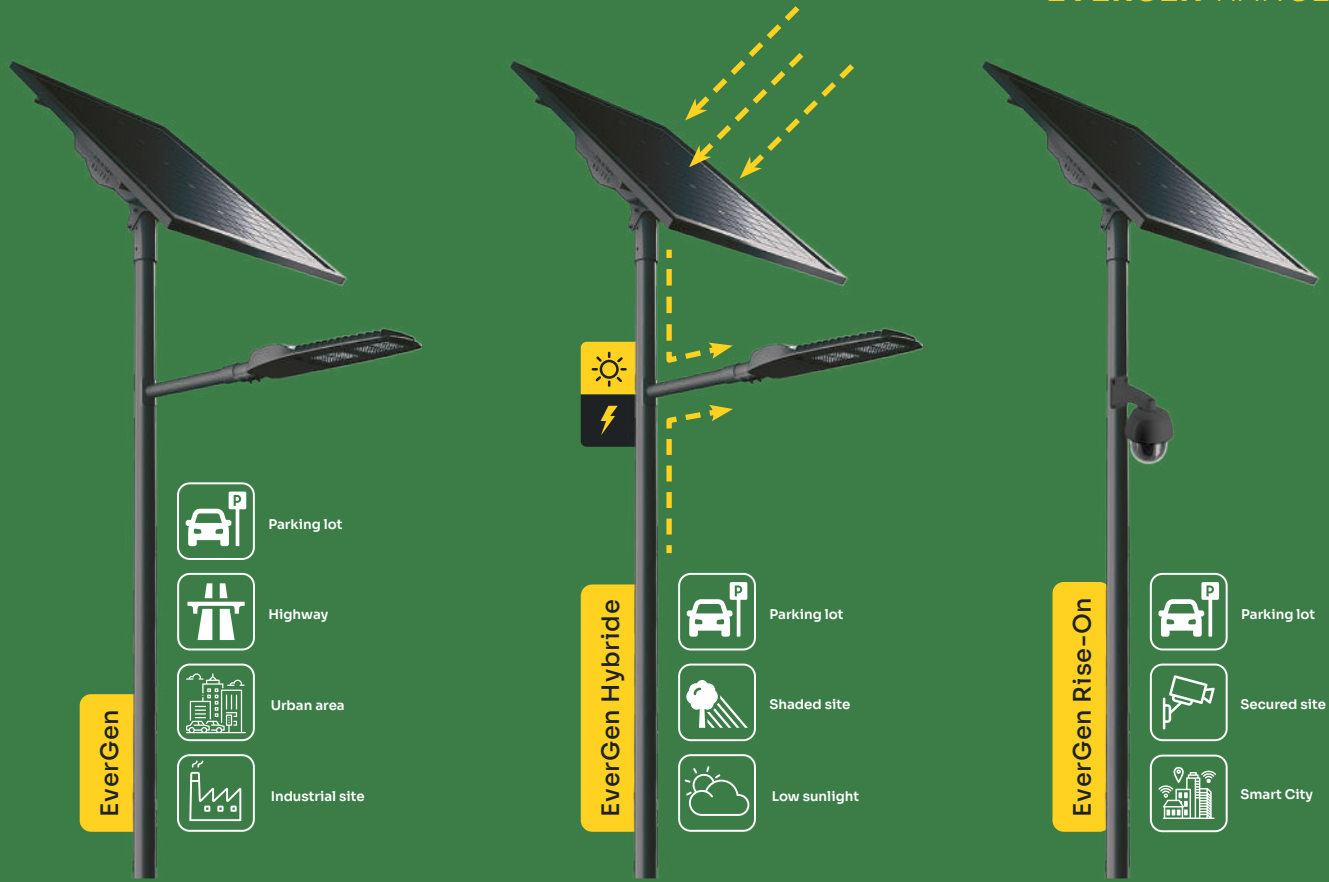 EverGen
Parking lot
Highway
Urban area
Industrial site
EverGen Hybride
Parking lot
Shaded site
Low sunlight
EverGen Rise-On
Parking lot
Secured site
Smart City
P
P
P